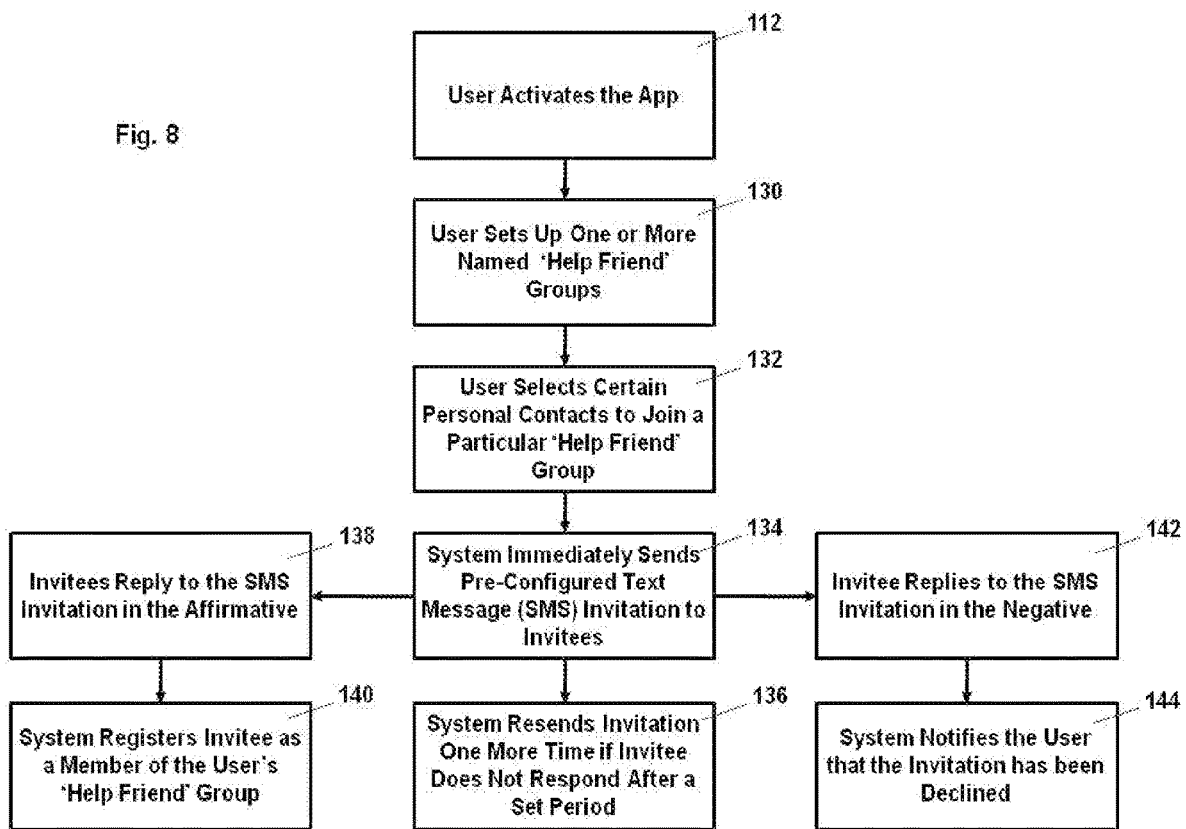 112
User Activates the App
Fig. 8
130
User Sets Up One or More
Named 'Help Friend'
Groups
132
User Selects Certain
Personal Contacts to Join a
Particular 'Help Friend'
Group
138
Invitees Reply to the SMS
Invitation in the Affirmative
134
System Immediately Sends
Pre-Configured Text
Message (SMS) Invitation to
Invitees
142
Invitee Replies to the SMS
Invitation in the Negative
140
System Registers Invitee as
a Member of the User's
'Help Friend' Group
136
System Resends Invitation
One More Time if Invitee
Does Not Respond After a
Set Period
144
System Notifies the User
that the Invitation has been
Declined